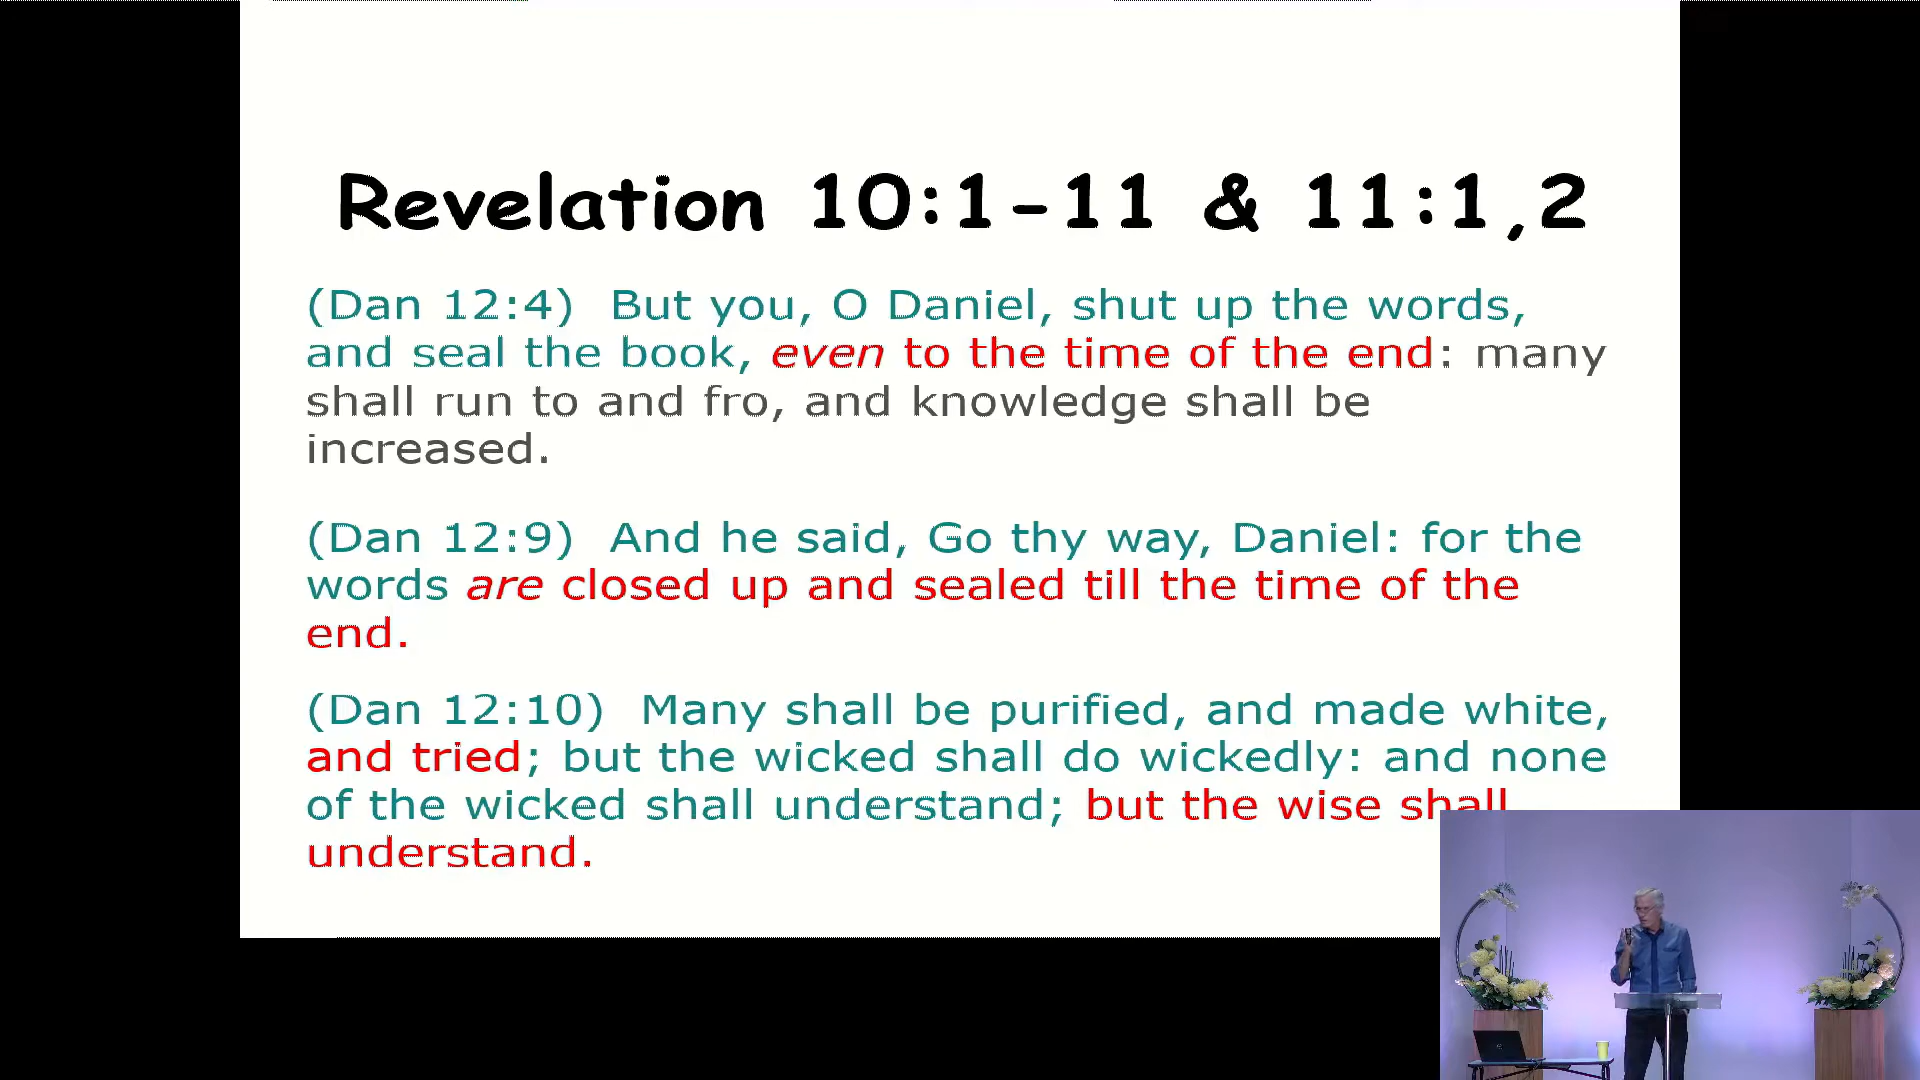 Revelation 10:1-11 & 11:1,2
(Dan 12:4) But you, O Daniel, shut up the words,
and seal the book, even to the time of the end: many
shall run to and fro, and knowledge shall be
increased.
(Dan 12:9) And he said, Go thy way, Daniel: for the
words are closed up and sealed till the time of the
end.
(Dan 12:10) Many shall be purified, and made white,
and tried; but the wicked shall do wickedly: and none
of the wicked shall understand; but the wise shall
understand.